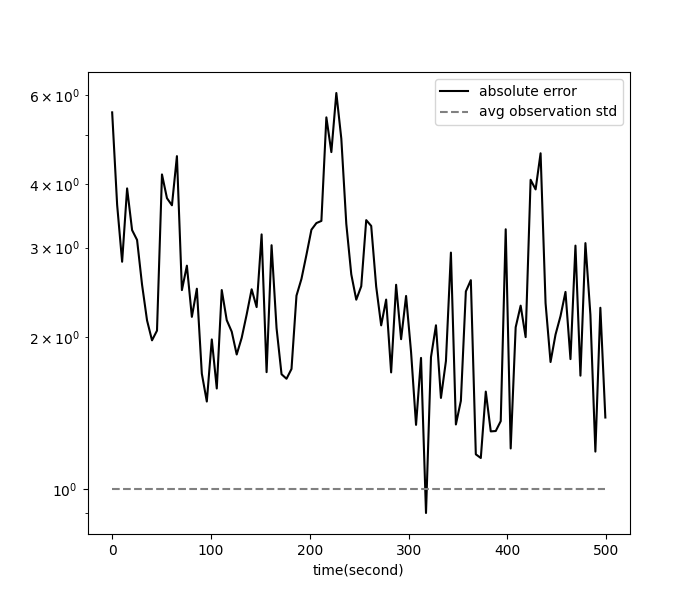 absolute error
avg observation std
6 × 10⁰
4 × 10⁰
3 × 10⁰
2 × 10⁰
10⁰
0 100 200 300 400 500
time(second)